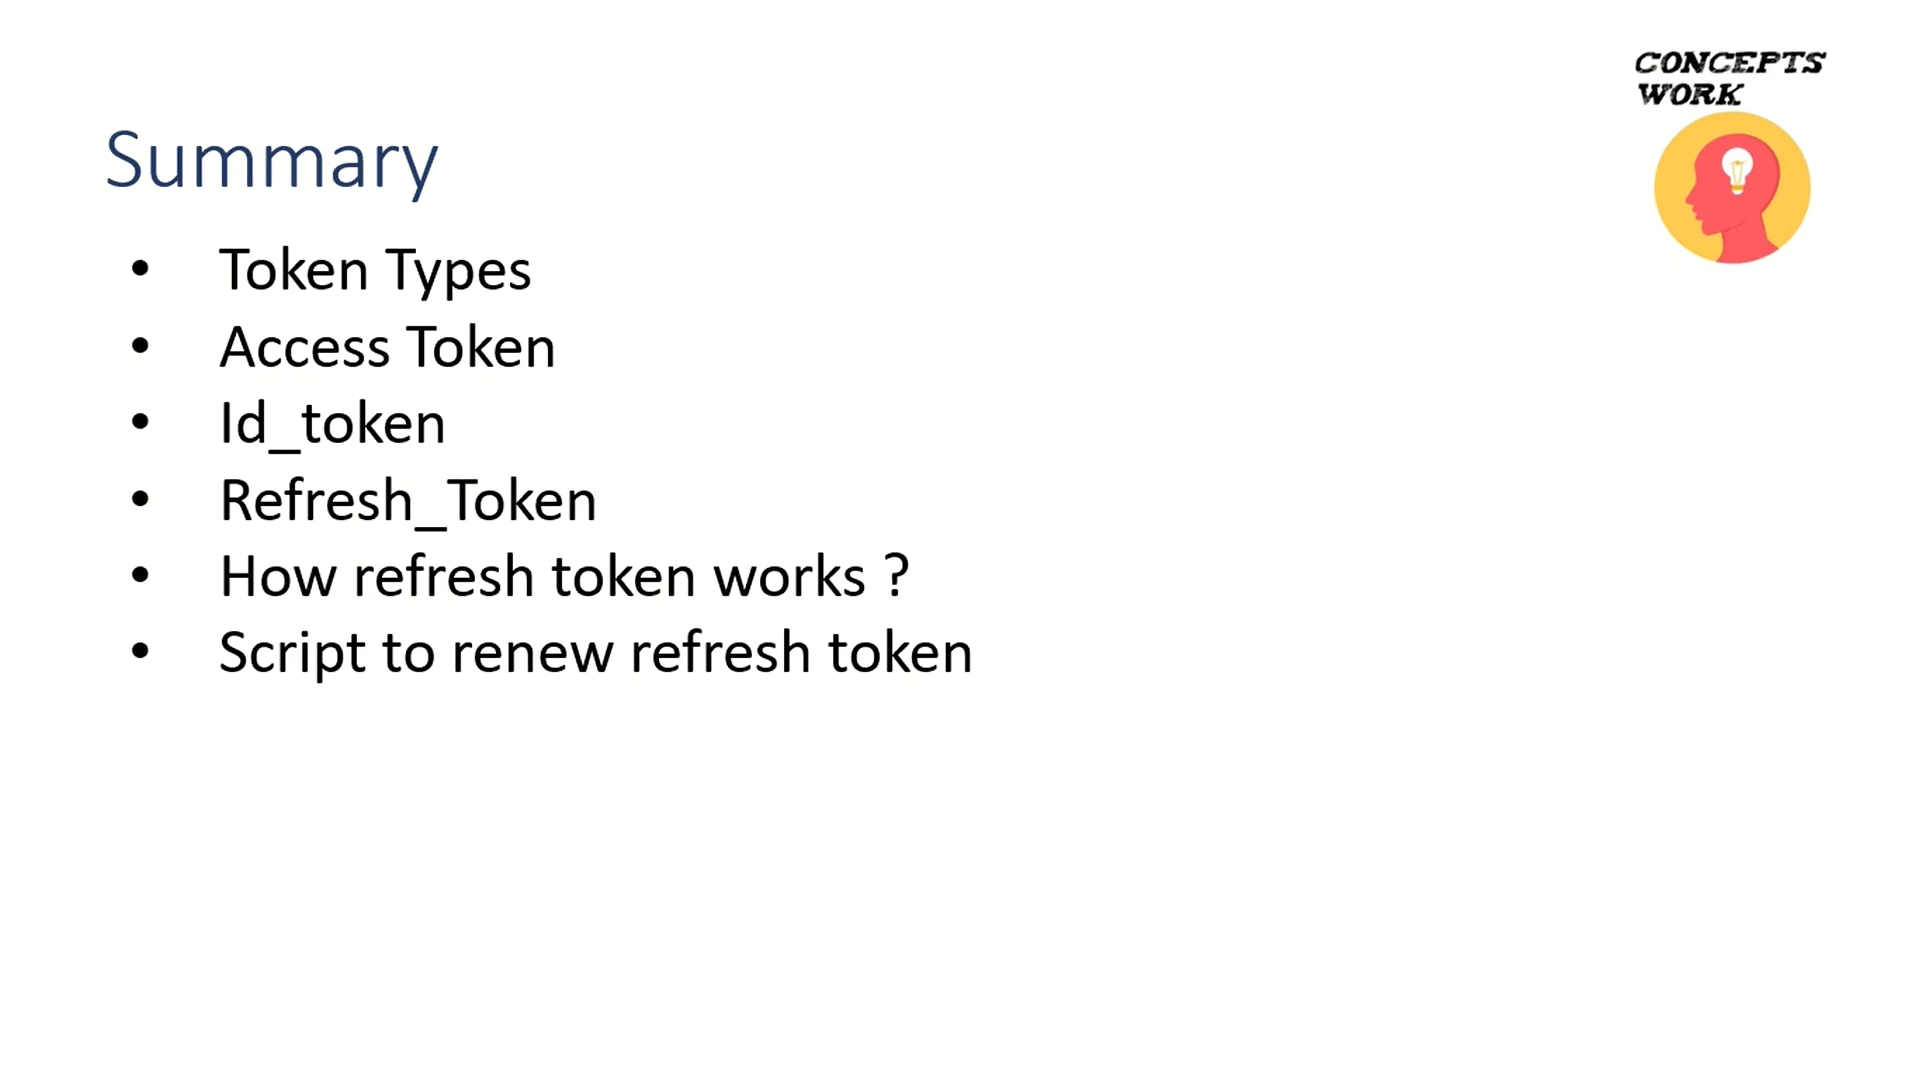 CONCEPTS
WORK
Summary
• Token Types
• Access Token
• Id_token
• Refresh_Token
• How refresh token works ?
• Script to renew refresh token